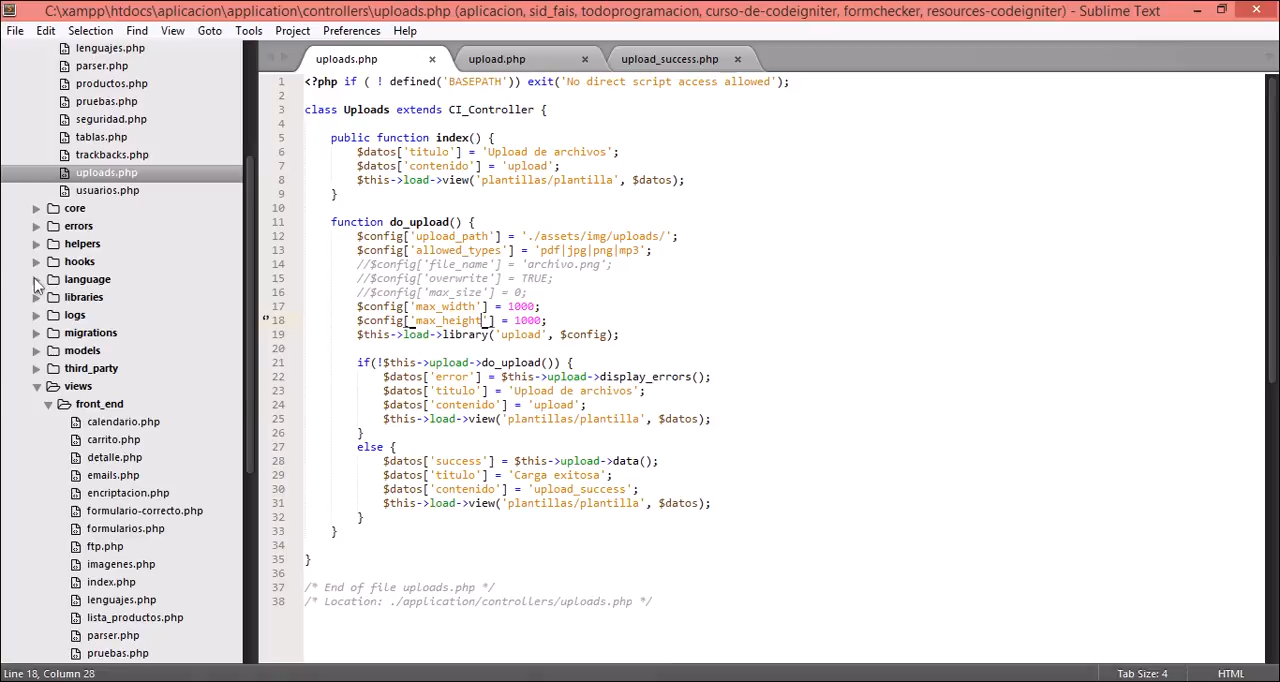 C:\xampp\htdocs\aplicacion\application\controllers\uploads.php (aplicacion, sid_fais, todoprogramacion, curso-de-codeigniter, formchecker, resources-codeigniter) - Sublime Text
File Edit Selection Find View Goto Tools Project Preferences Help
lenguajes.php
parser.php
productos.php
pruebas.php
seguridad.php
tablas.php
trackbacks.php
uploads.php
usuarios.php
core
errors
helpers
hooks
language
libraries
logs
migrations
models
third_party
views
front_end
calendario.php
carrito.php
detalle.php
emails.php
encriptacion.php
formulario-correcto.php
formularios.php
ftp.php
imagenes.php
index.php
lenguajes.php
lista_productos.php
parser.php
pruebas.php
uploads.php × upload.php × upload_success.php ×
1 <?php if ( ! defined('BASEPATH')) exit('No direct script access allowed');
2
3 class Uploads extends CI_Controller {
4
5 public function index() {
6 $datos['titulo'] = 'Upload de archivos';
7 $datos['contenido'] = 'upload';
8 $this->load->view('plantillas/plantilla', $datos);
9 }
10
11 function do_upload() {
12 $config['upload_path'] = './assets/img/uploads/';
13 $config['allowed_types'] = 'pdf|jpg|png|mp3';
14 //$config['file_name'] = 'archivo.png';
15 //$config['overwrite'] = TRUE;
16 //$config['max_size'] = 0;
17 $config['max_width'] = 1000;
18 $config['max_height'] = 1000;
19 $this->load->library('upload', $config);
20
21 if(!$this->upload->do_upload()) {
22 $datos['error'] = $this->upload->display_errors();
23 $datos['titulo'] = 'Upload de archivos';
24 $datos['contenido'] = 'upload';
25 $this->load->view('plantillas/plantilla', $datos);
26 }
27 else {
28 $datos['success'] = $this->upload->data();
29 $datos['titulo'] = 'Carga exitosa';
30 $datos['contenido'] = 'upload_success';
31 $this->load->view('plantillas/plantilla', $datos);
32 }
33 }
34
35 }
36
37 /* End of file uploads.php */
38 /* Location: ./application/controllers/uploads.php */
Line 18, Column 28 Tab Size: 4 HTML